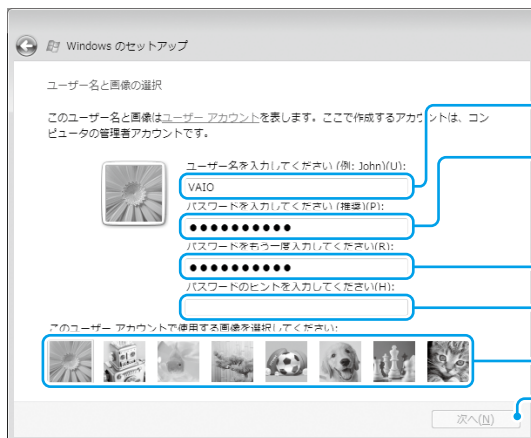 Windows のセットアップ
ユーザー名と画像の選択
このユーザー名と画像はユーザー アカウントを表します。ここで作成するアカウントは、コン
ピュータの管理者アカウントです。
ユーザー名を入力してください (例: John)(U):
VAIO
パスワードを入力してください (推奨)(P):
●●●●●●●●●●
パスワードをもう一度入力してください(R):
●●●●●●●●●●
パスワードのヒントを入力してください(H):
このユーザー アカウントで使用する画像を選択してください:
次へ(N)